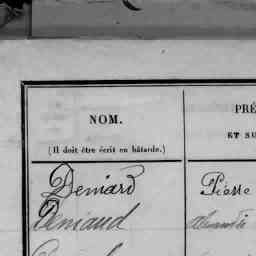 NOM. PRÉ
(Il doit être écrit en bâtarde.) ET SU
Deniard Pierre
Deniaud